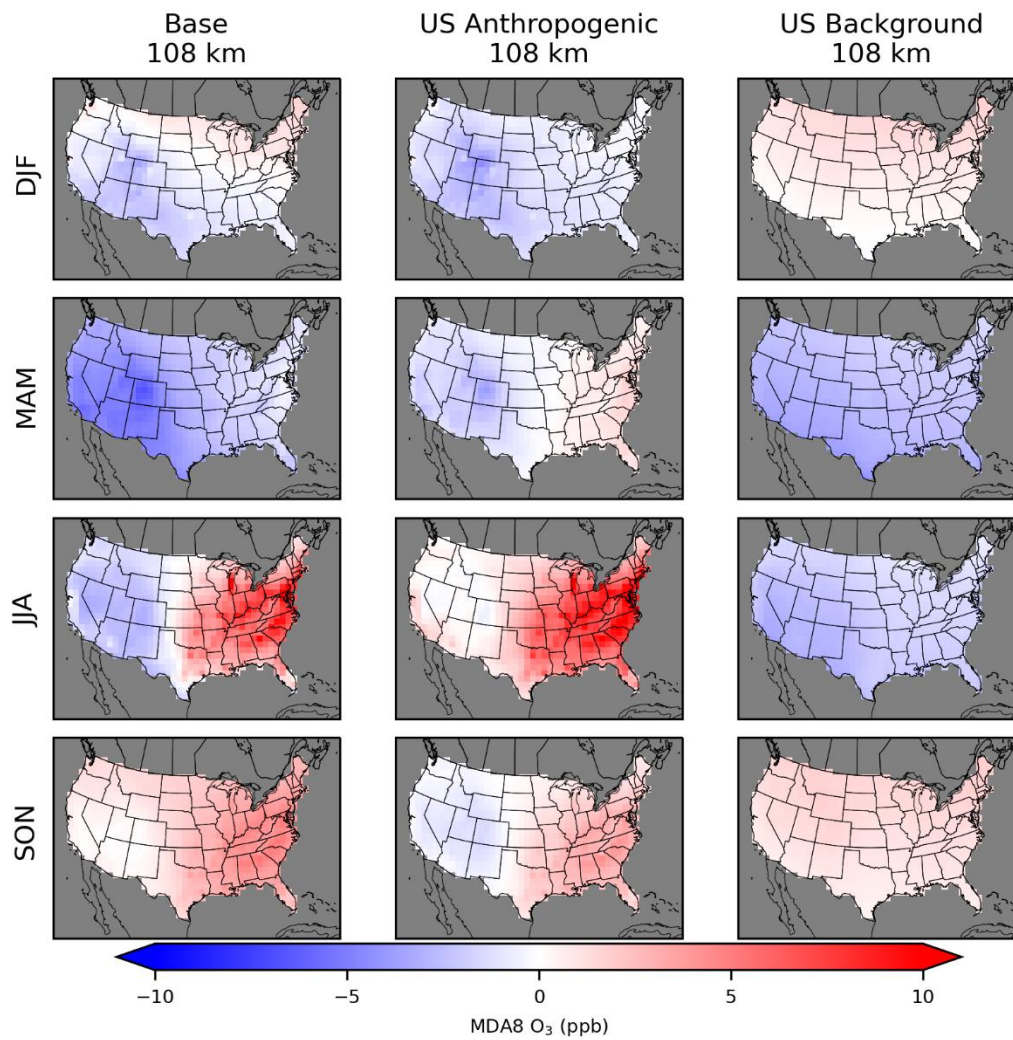 Base
108 km
US Anthropogenic
108 km
US Background
108 km
DJF
MAM
JJA
SON
−10
−5
0
5
10
MDA8 O₃ (ppb)